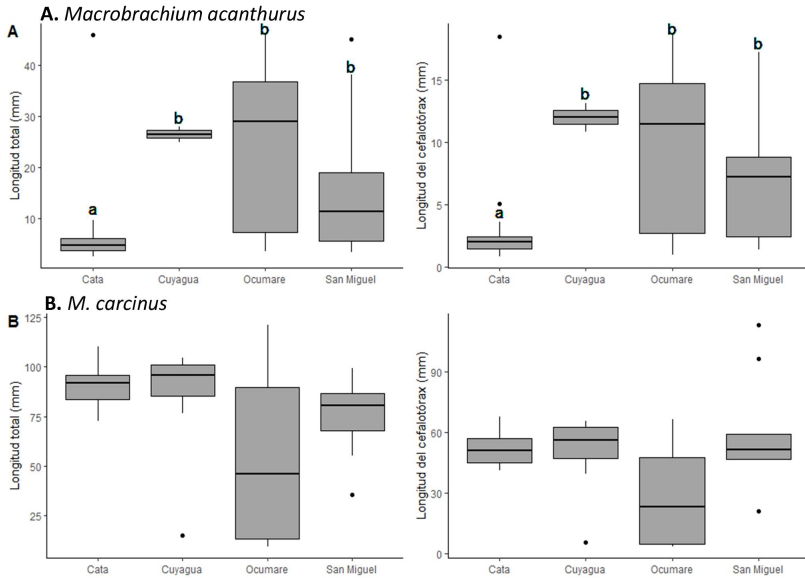 A. Macrobrachium acanthurus
A
Longitud total (mm)
40
30
20
10
a
b
b
b
Cata Cuyagua Ocumare San Miguel
Longitud del cefalotórax (mm)
15
10
5
0
a
b
b
b
Cata Cuyagua Ocumare San Miguel
B. M. carcinus
B
Longitud total (mm)
125
100
75
50
25
Cata Cuyagua Ocumare San Miguel
Longitud del cefalotórax (mm)
90
60
30
0
Cata Cuyagua Ocumare San Miguel